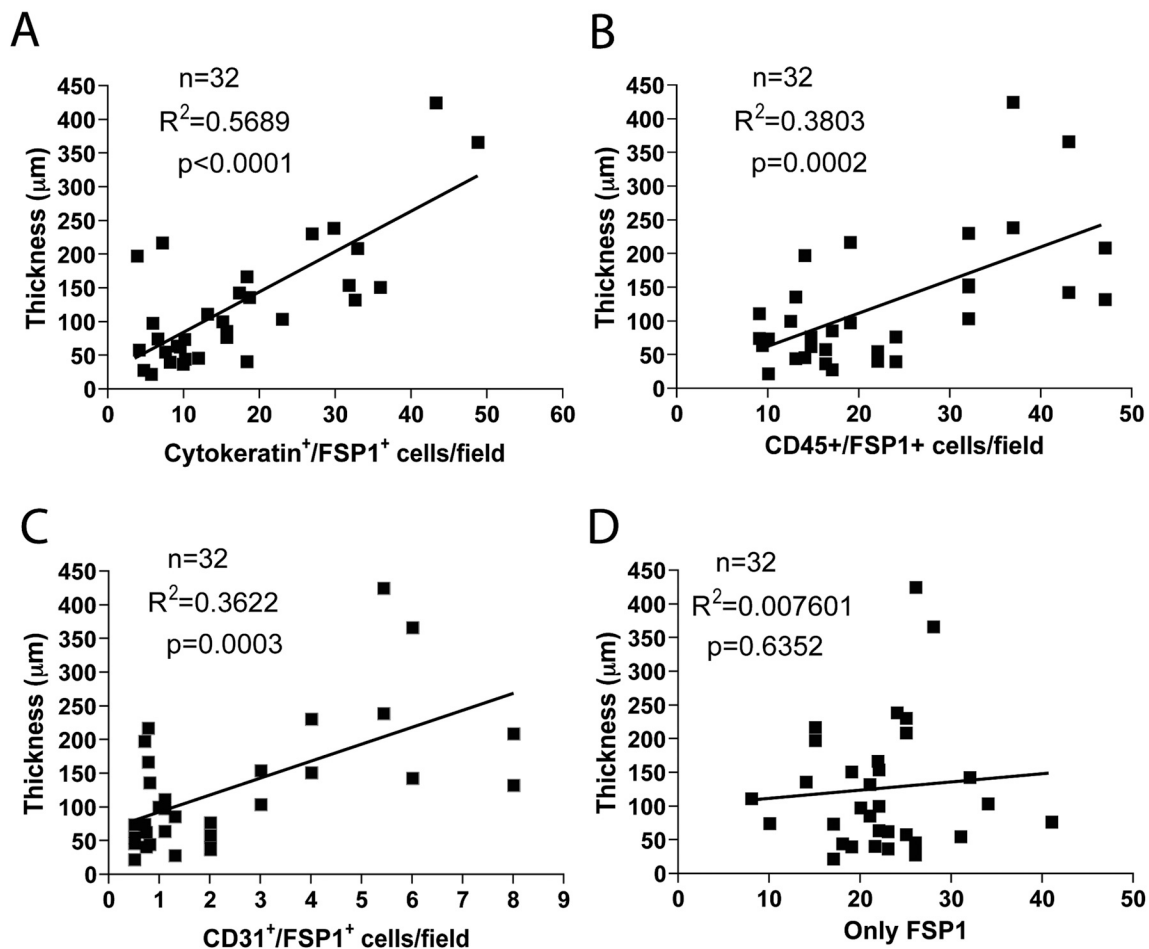 A
n=32
R²=0.5689
p<0.0001
Thickness (μm)
450
400
350
300
250
200
150
100
50
0
0 10 20 30 40 50 60
Cytokeratin⁺/FSP1⁺ cells/field
B
n=32
R²=0.3803
p=0.0002
Thickness (μm)
450
400
350
300
250
200
150
100
50
0
0 10 20 30 40 50
CD45+/FSP1+ cells/field
C
n=32
R²=0.3622
p=0.0003
Thickness (μm)
450
400
350
300
250
200
150
100
50
0
0 1 2 3 4 5 6 7 8 9
CD31⁺/FSP1⁺ cells/field
D
n=32
R²=0.007601
p=0.6352
Thickness (μm)
450
400
350
300
250
200
150
100
50
0
0 10 20 30 40 50
Only FSP1